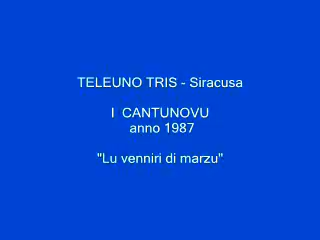 TELEUNO TRIS - Siracusa
I CANTUNOVU
anno 1987
"Lu venniri di marzu"